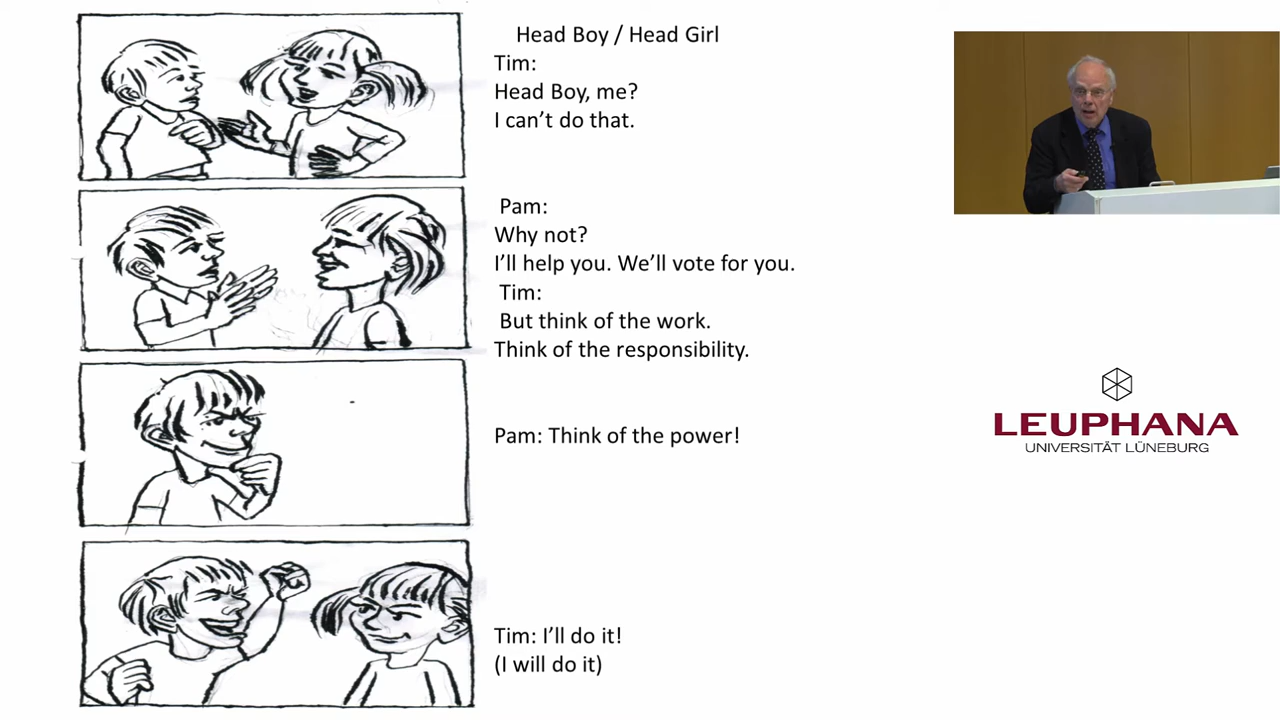 Head Boy / Head Girl
Tim:
Head Boy, me?
I can't do that.
Pam:
Why not?
I'll help you. We'll vote for you.
Tim:
But think of the work.
Think of the responsibility.
Pam: Think of the power!
Tim: I'll do it!
(I will do it)
LEUPHANA
UNIVERSITÄT LÜNEBURG